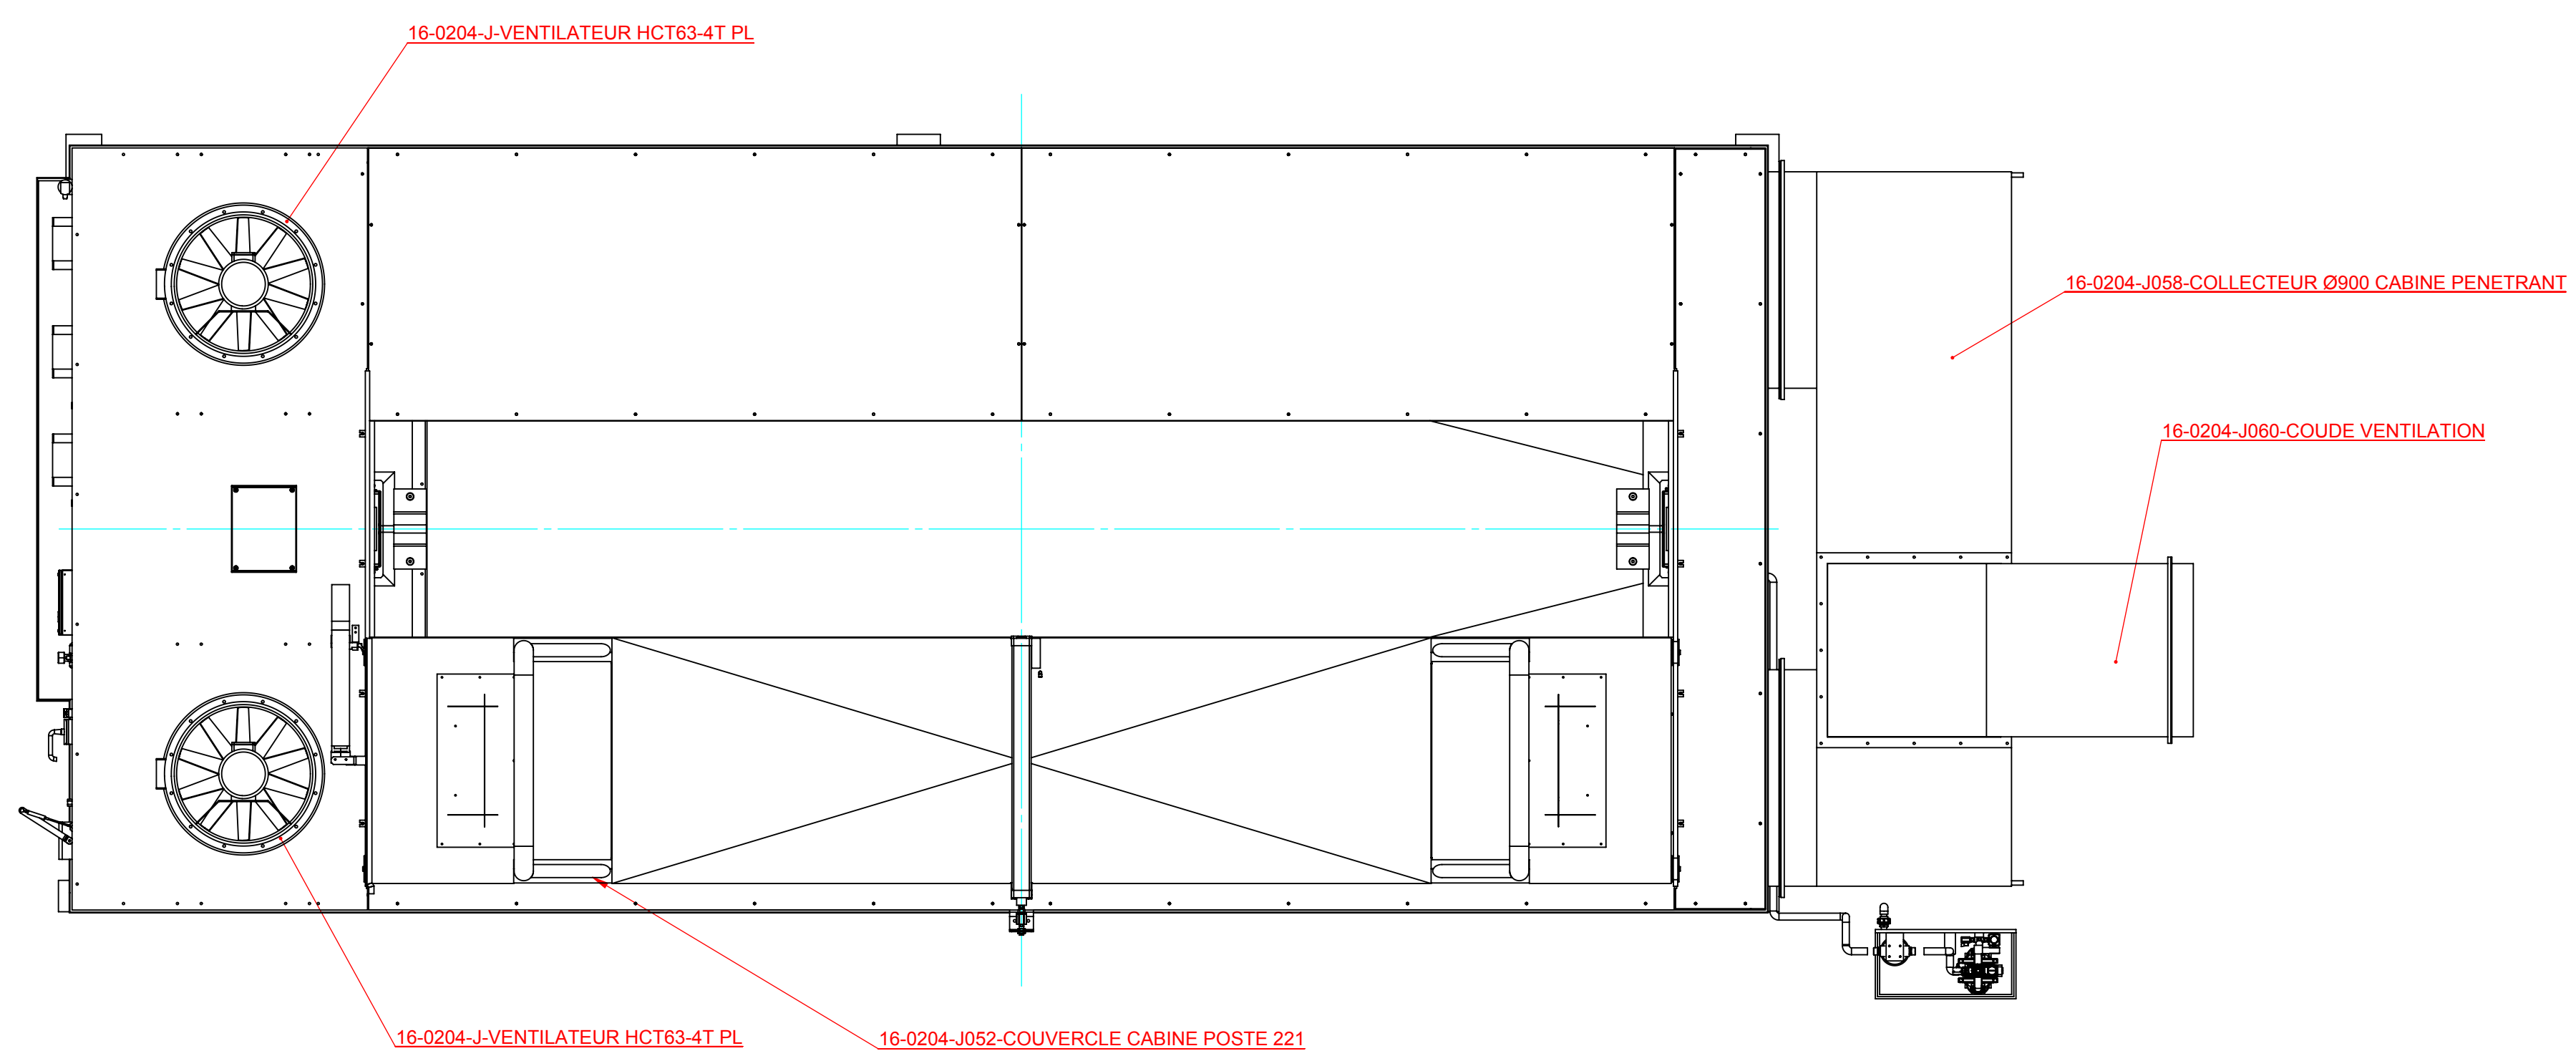 16-0204-J-VENTILATEUR HCT63-4T PL
16-0204-J058-COLLECTEUR Ø900 CABINE PENETRANT
16-0204-J060-COUDE VENTILATION
16-0204-J-VENTILATEUR HCT63-4T PL
16-0204-J052-COUVERCLE CABINE POSTE 221